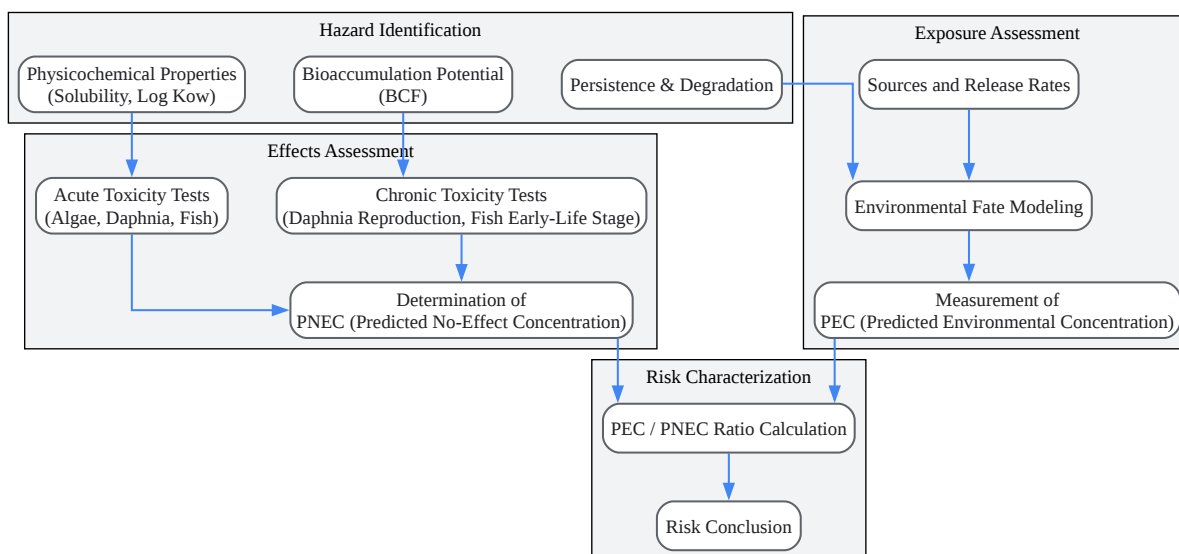 Hazard Identification
Physicochemical Properties
(Solubility, Log Kow)
Bioaccumulation Potential
(BCF)
Persistence & Degradation
Exposure Assessment
Sources and Release Rates
Environmental Fate Modeling
Measurement of
PEC (Predicted Environmental Concentration)
Effects Assessment
Acute Toxicity Tests
(Algae, Daphnia, Fish)
Chronic Toxicity Tests
(Daphnia Reproduction, Fish Early-Life Stage)
Determination of
PNEC (Predicted No-Effect Concentration)
Risk Characterization
PEC / PNEC Ratio Calculation
Risk Conclusion